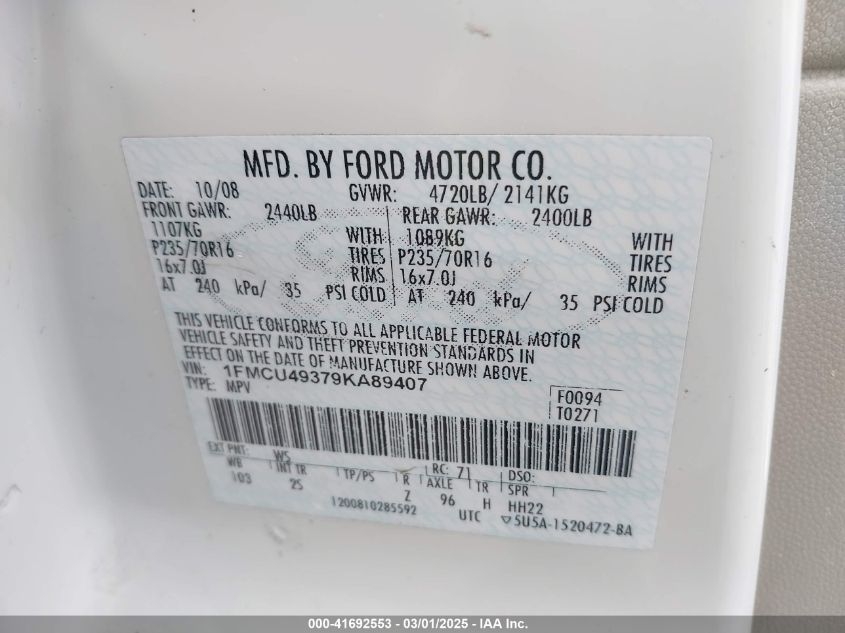 MFD. BY FORD MOTOR CO.
DATE: 10/08 GVWR: 4720LB/ 2141KG
FRONT GAWR: 2440LB REAR GAWR: 2400LB
1107KG WITH 1089KG WITH
P235/70R16 TIRES P235/70R16 TIRES
16x7.0J RIMS 16x7.0J RIMS
AT 240 kPa/ 35 PSI COLD AT 240 kPa/ 35 PSI COLD
THIS VEHICLE CONFORMS TO ALL APPLICABLE FEDERAL MOTOR
VEHICLE SAFETY AND THEFT PREVENTION STANDARDS IN
EFFECT ON THE DATE OF MANUFACTURE SHOWN ABOVE.
VIN: 1FMCU49379KA89407
TYPE: MPV
F0094
T0271
EXT PNT: WS RC: 71 DSO:
WB INT TR TP/PS R AXLE TR SPR
103 25 Z 96 H HH22
1200810285592 UTC ▽5U5A-1520472-BA
000-41692553 - 03/01/2025 - IAA Inc.